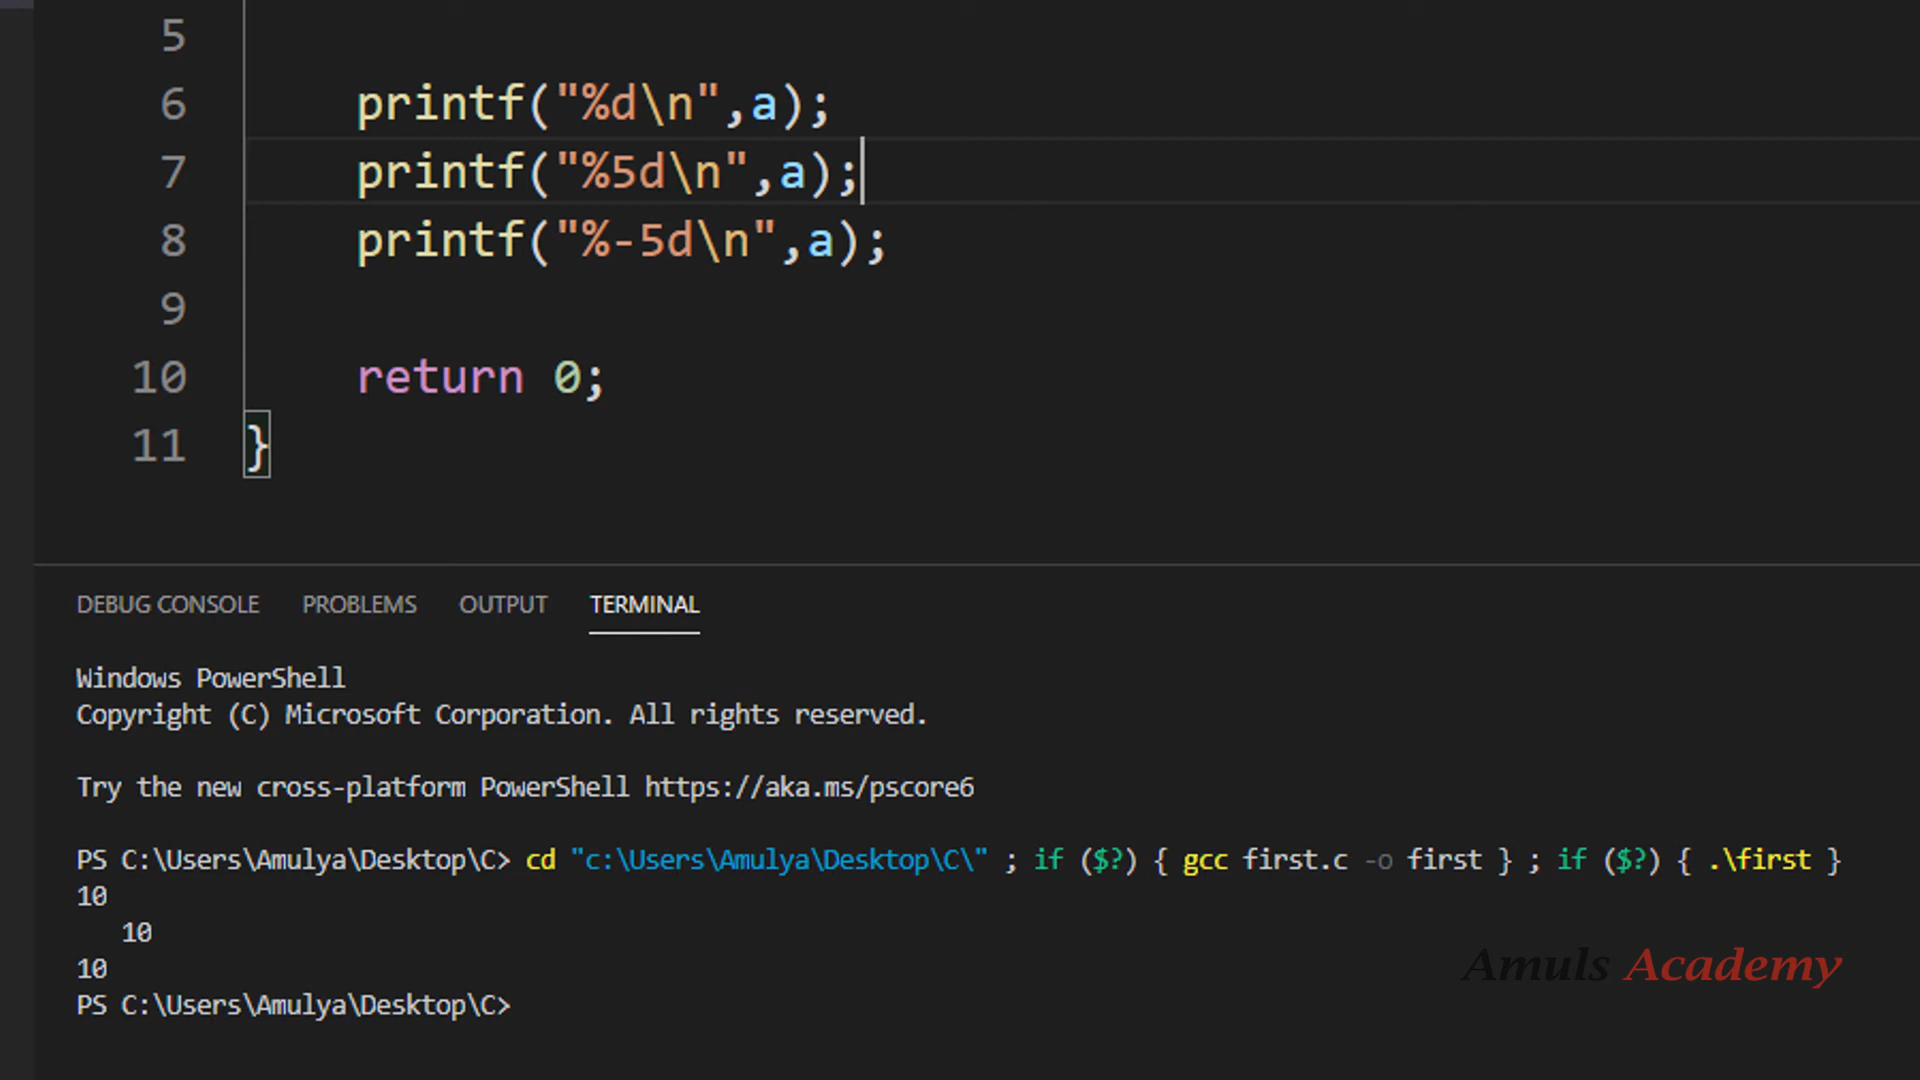 5
6 printf("%d\n",a);
7 printf("%5d\n",a);
8 printf("%-5d\n",a);
9
10 return 0;
11 }
DEBUG CONSOLE PROBLEMS OUTPUT TERMINAL
Windows PowerShell
Copyright (C) Microsoft Corporation. All rights reserved.
Try the new cross-platform PowerShell https://aka.ms/pscore6
PS C:\Users\Amulya\Desktop\C> cd "c:\Users\Amulya\Desktop\C\" ; if ($?) { gcc first.c -o first } ; if ($?) { .\first }
10
   10
10
PS C:\Users\Amulya\Desktop\C>
Amuls Academy